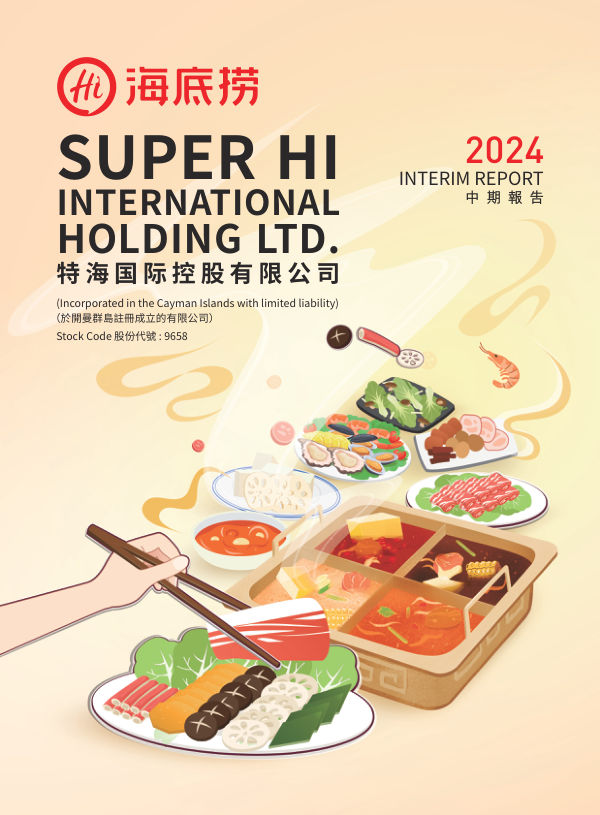 Hi 海底捞
SUPER HI
INTERNATIONAL
HOLDING LTD.
特海国际控股有限公司
(Incorporated in the Cayman Islands with limited liability)
(於開曼群島註冊成立的有限公司)
Stock Code 股份代號 : 9658
2024
INTERIM REPORT
中期報告